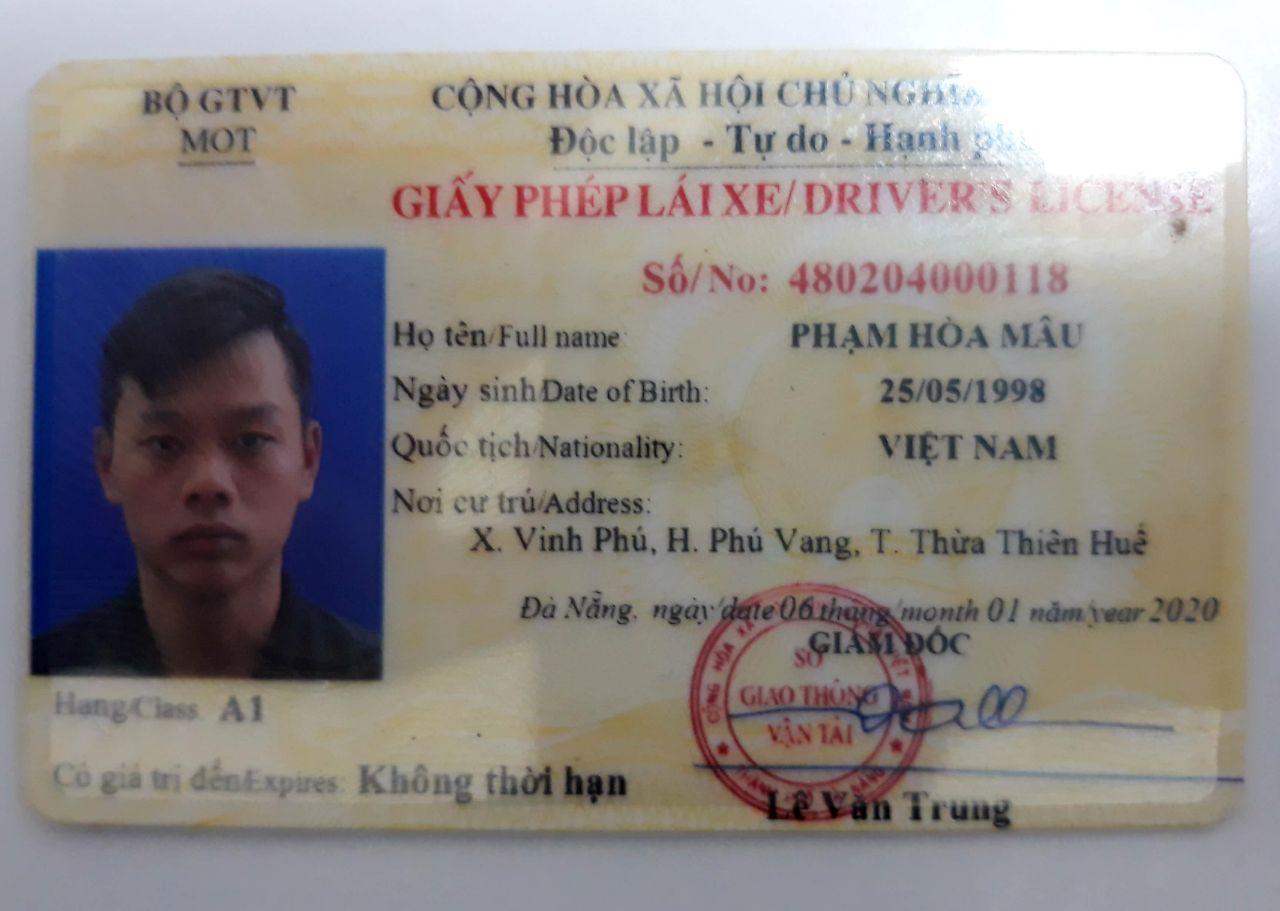 BỘ GTVT
MOT
CỘNG HÒA XÃ HỘI CHỦ NGHĨA
Độc lập - Tự do - Hạnh phúc
GIẤY PHÉP LÁI XE/ DRIVER'S LICENSE
Số/No: 480204000118
Họ tên/Full name: PHẠM HÒA MÂU
Ngày sinh/Date of Birth: 25/05/1998
Quốc tịch/Nationality: VIỆT NAM
Nơi cư trú/Address:
X. Vinh Phú, H. Phú Vang, T. Thừa Thiên Huế
Đà Nẵng, ngày/date 06 tháng/month 01 năm/year 2020
GIÁM ĐỐC
SỞ
GIAO THÔNG
VẬN TẢI
Lê Văn Trung
Hạng/Class A1
Có giá trị đến/Expires: Không thời hạn